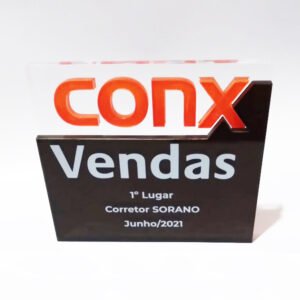 conx
Vendas
1º Lugar
Corretor SORANO
Junho/2021